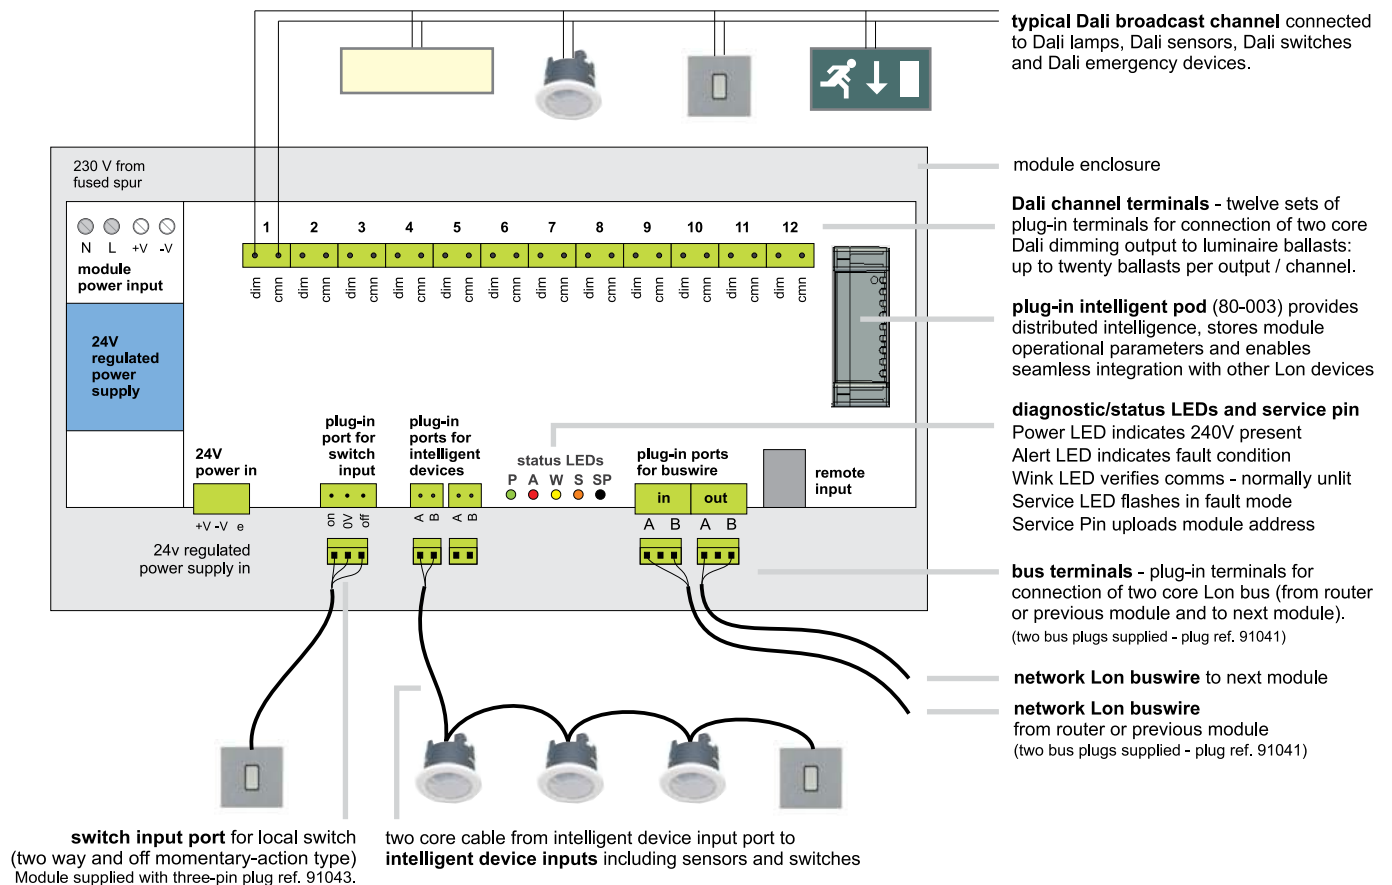 typical Dali broadcast channel connected
to Dali lamps, Dali sensors, Dali switches
and Dali emergency devices.
230 V from
fused spur
module enclosure
N L +V -V
module
power input
1 2 3 4 5 6 7 8 9 10 11 12
dim cmn dim cmn dim cmn dim cmn dim cmn dim cmn dim cmn dim cmn dim cmn dim cmn dim cmn dim cmn
Dali channel terminals - twelve sets of
plug-in terminals for connection of two core
Dali dimming output to luminaire ballasts:
up to twenty ballasts per output / channel.
24V
regulated
power
supply
plug-in intelligent pod (80-003) provides
distributed intelligence, stores module
operational parameters and enables
seamless integration with other Lon devices
diagnostic/status LEDs and service pin
Power LED indicates 240V present
Alert LED indicates fault condition
Wink LED verifies comms - normally unlit
Service LED flashes in fault mode
Service Pin uploads module address
24V
power in
+V -V e
24v regulated
power supply in
plug-in
port for
switch
input
on 0V off
plug-in
ports for
intelligent
devices
A B A B
status LEDs
P A W S SP
plug-in ports
for buswire
in out
A B A B
remote
input
bus terminals - plug-in terminals for
connection of two core Lon bus (from router
or previous module and to next module).
(two bus plugs supplied - plug ref. 91041)
network Lon buswire to next module
network Lon buswire
from router or previous module
(two bus plugs supplied - plug ref. 91041)
switch input port for local switch
(two way and off momentary-action type)
Module supplied with three-pin plug ref. 91043.
two core cable from intelligent device input port to
intelligent device inputs including sensors and switches